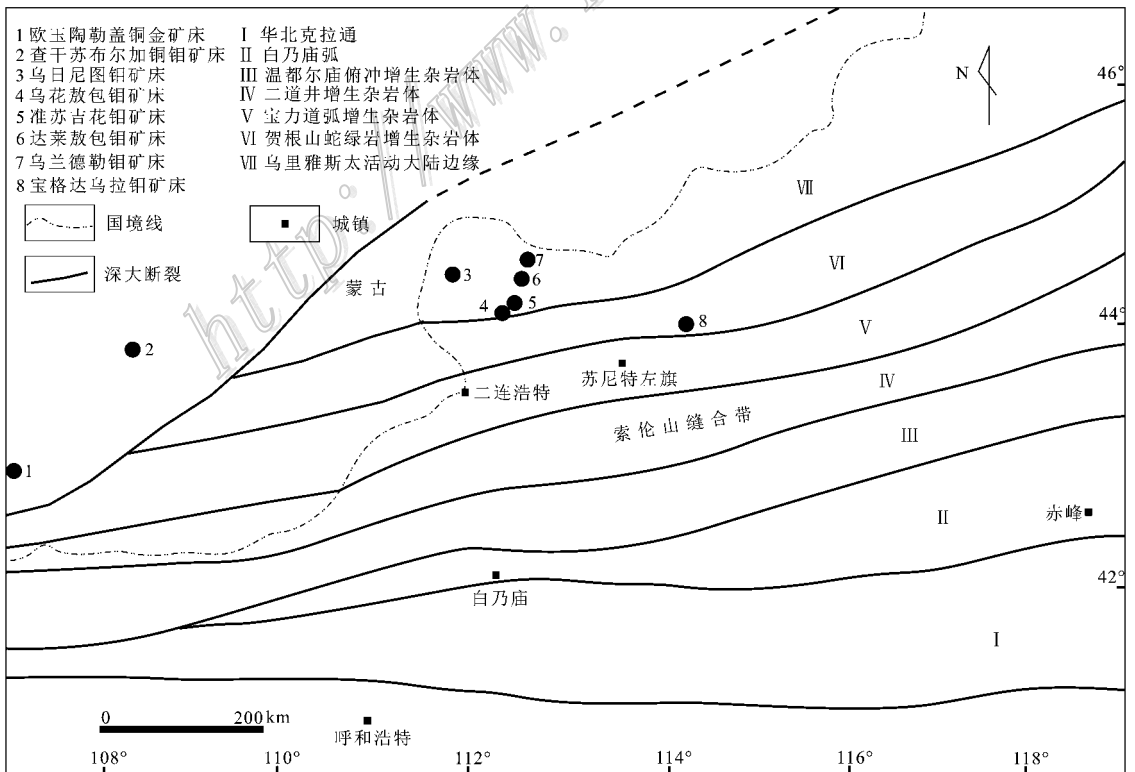 1 欧玉陶勒盖铜金矿床 Ⅰ 华北克拉通
2 查干苏布尔加铜钼矿床 Ⅱ 白乃庙弧
3 乌日尼图钼矿床 Ⅲ 温都尔庙俯冲增生杂岩体
4 乌花敖包钼矿床 Ⅳ 二道井增生杂岩体
5 准苏吉花钼矿床 Ⅴ 宝力道弧增生杂岩体
6 达莱敖包钼矿床 Ⅵ 贺根山蛇绿岩增生杂岩体
7 乌兰德勒钼矿床 Ⅶ 乌里雅斯太活动大陆边缘
8 宝格达乌拉钼矿床
国境线 城镇
深大断裂
N
46°
Ⅶ
7
3
6
蒙古
5
4
Ⅵ
8
44°
Ⅴ
2
苏尼特左旗
Ⅳ
二连浩特
索伦山缝合带
Ⅲ
1
赤峰
Ⅱ
42°
白乃庙
Ⅰ
0 200 km
呼和浩特
108° 110° 112° 114° 116° 118°
http://www.